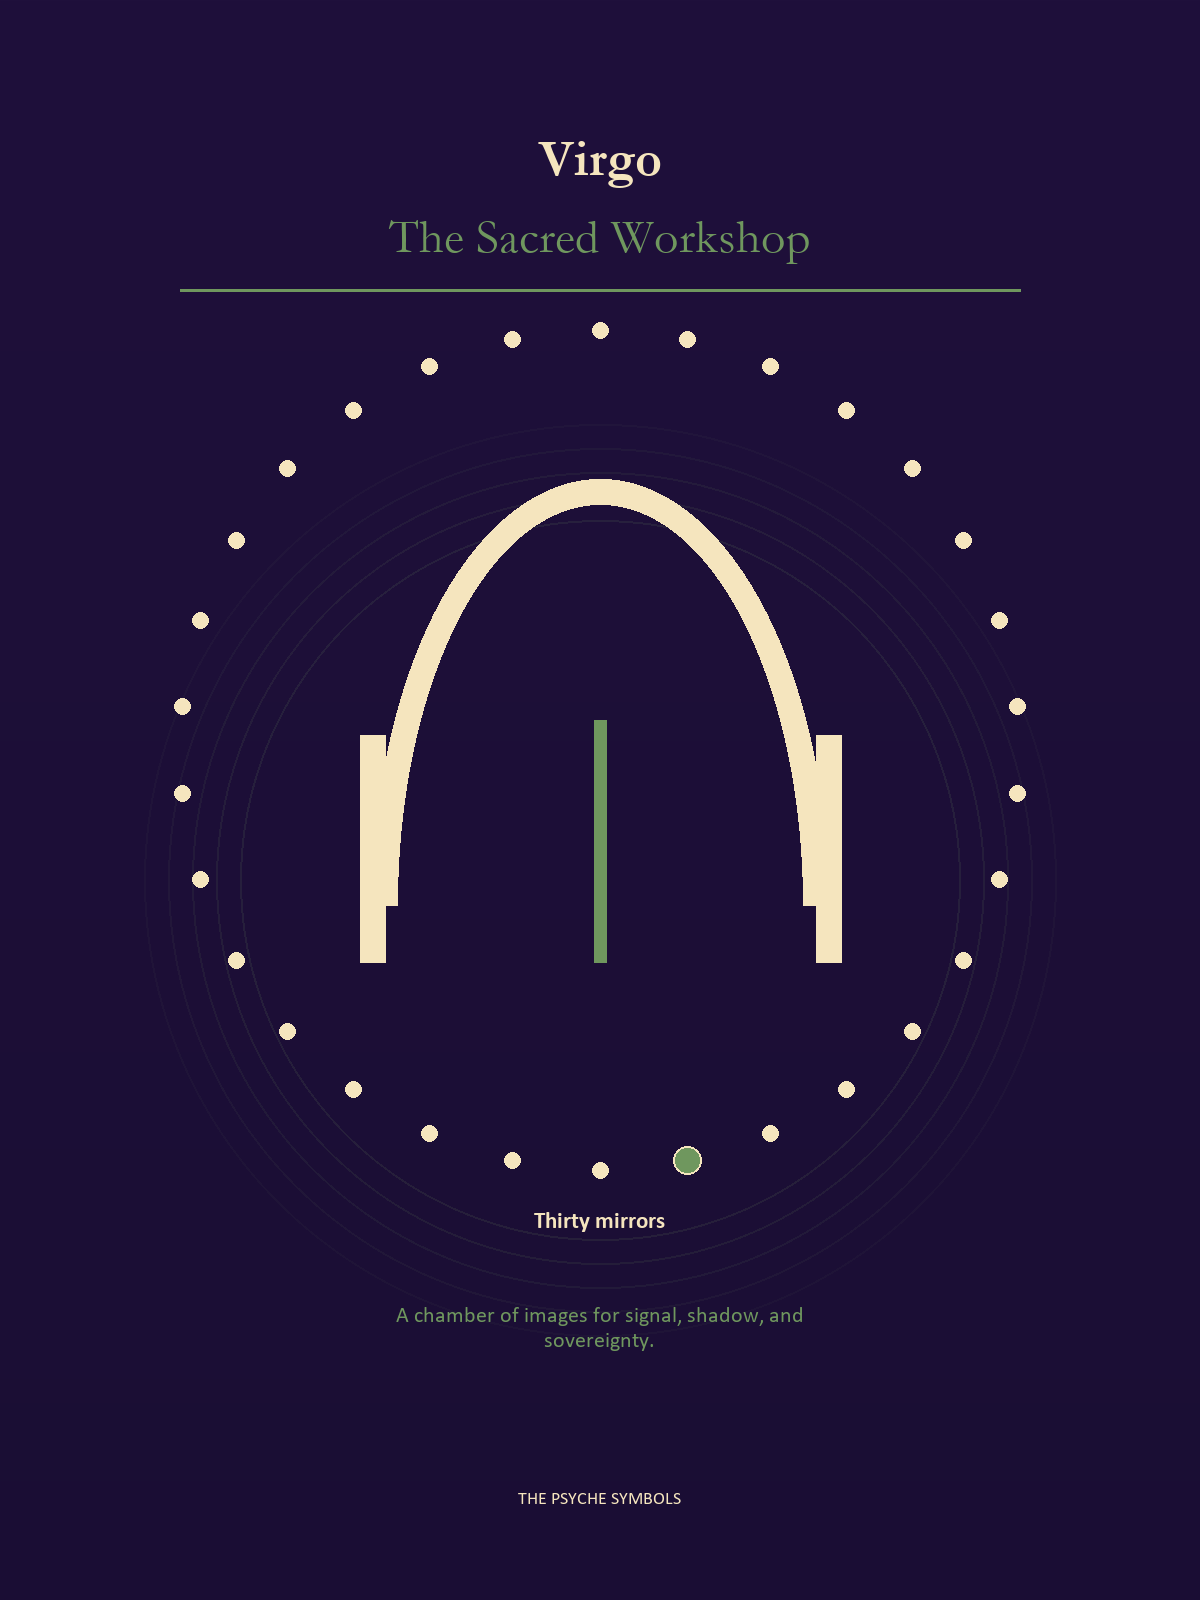 Virgo
The Sacred Workshop
Thirty mirrors
A chamber of images for signal, shadow, and
sovereignty.
THE PSYCHE SYMBOLS